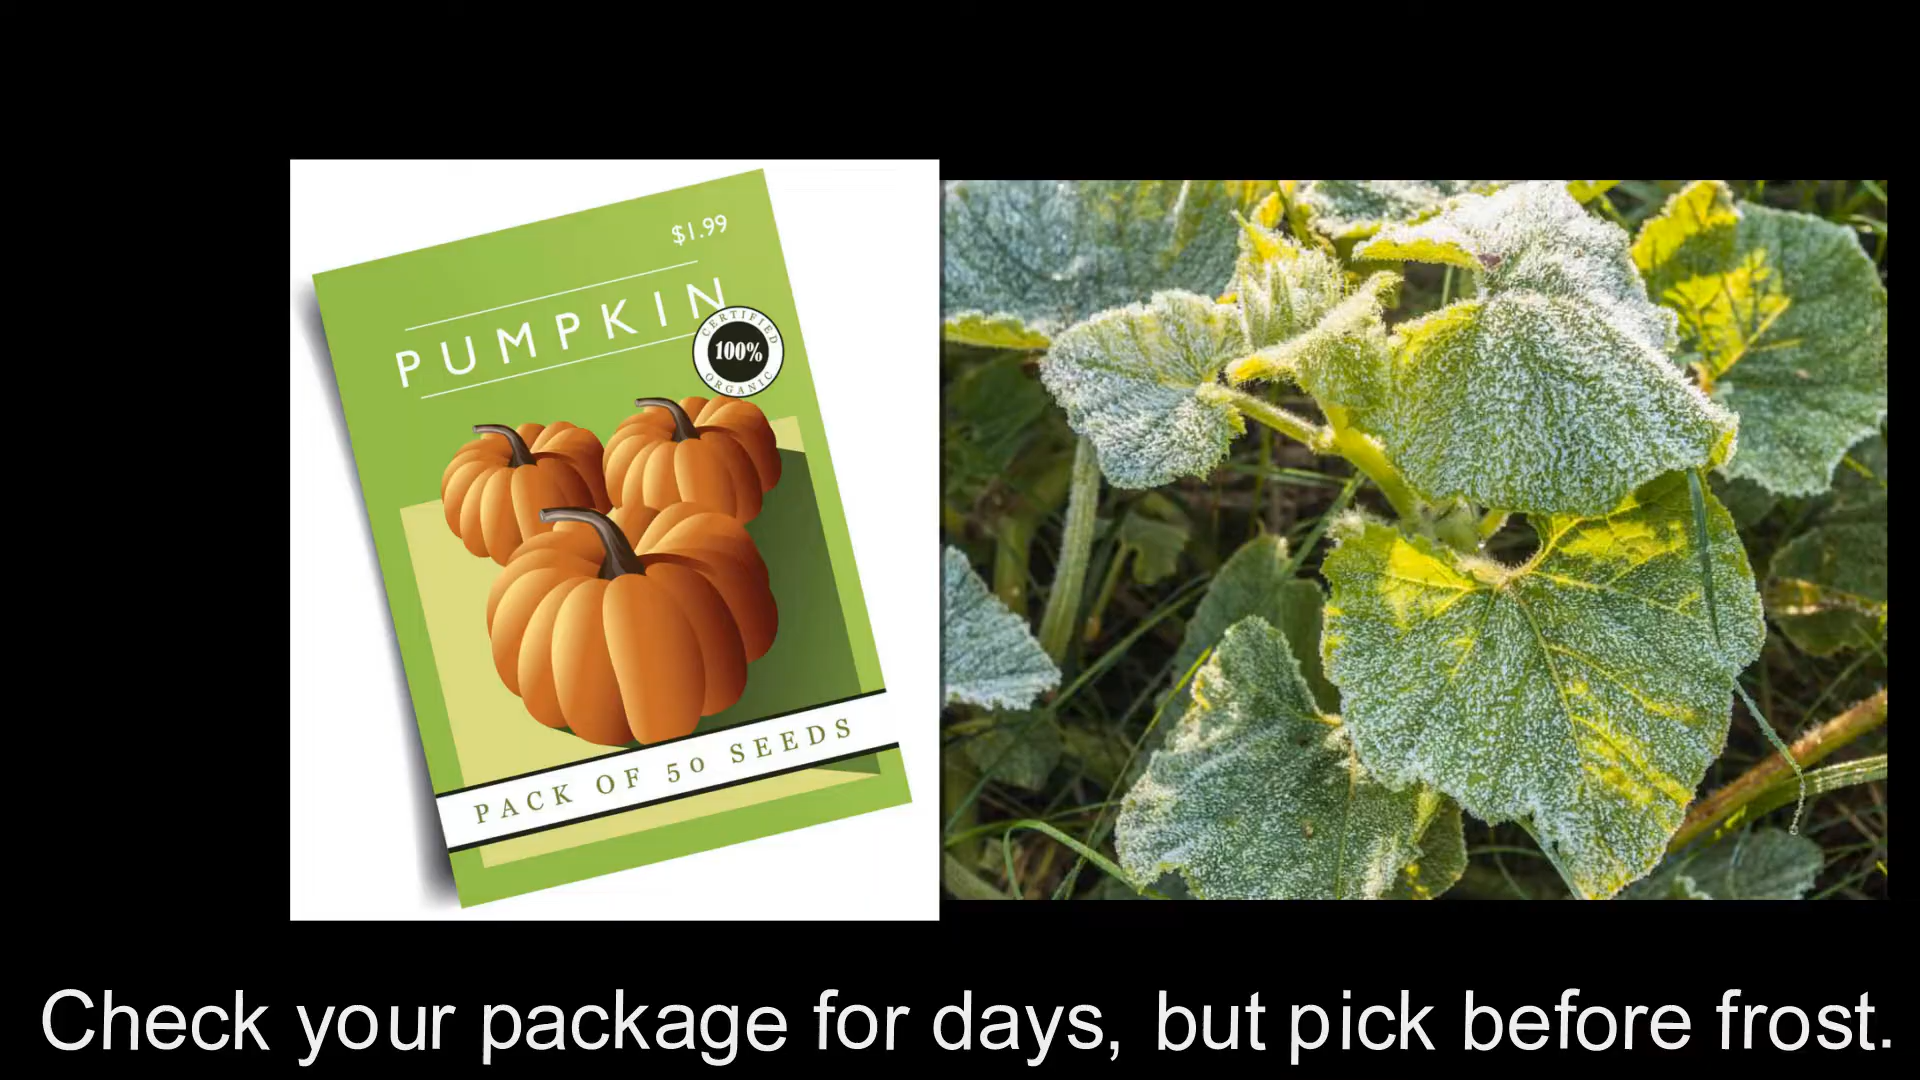 $1.99
PUMPKIN
CERTIFIED
100%
ORGANIC
PACK OF 50 SEEDS
Check your package for days, but pick before frost.